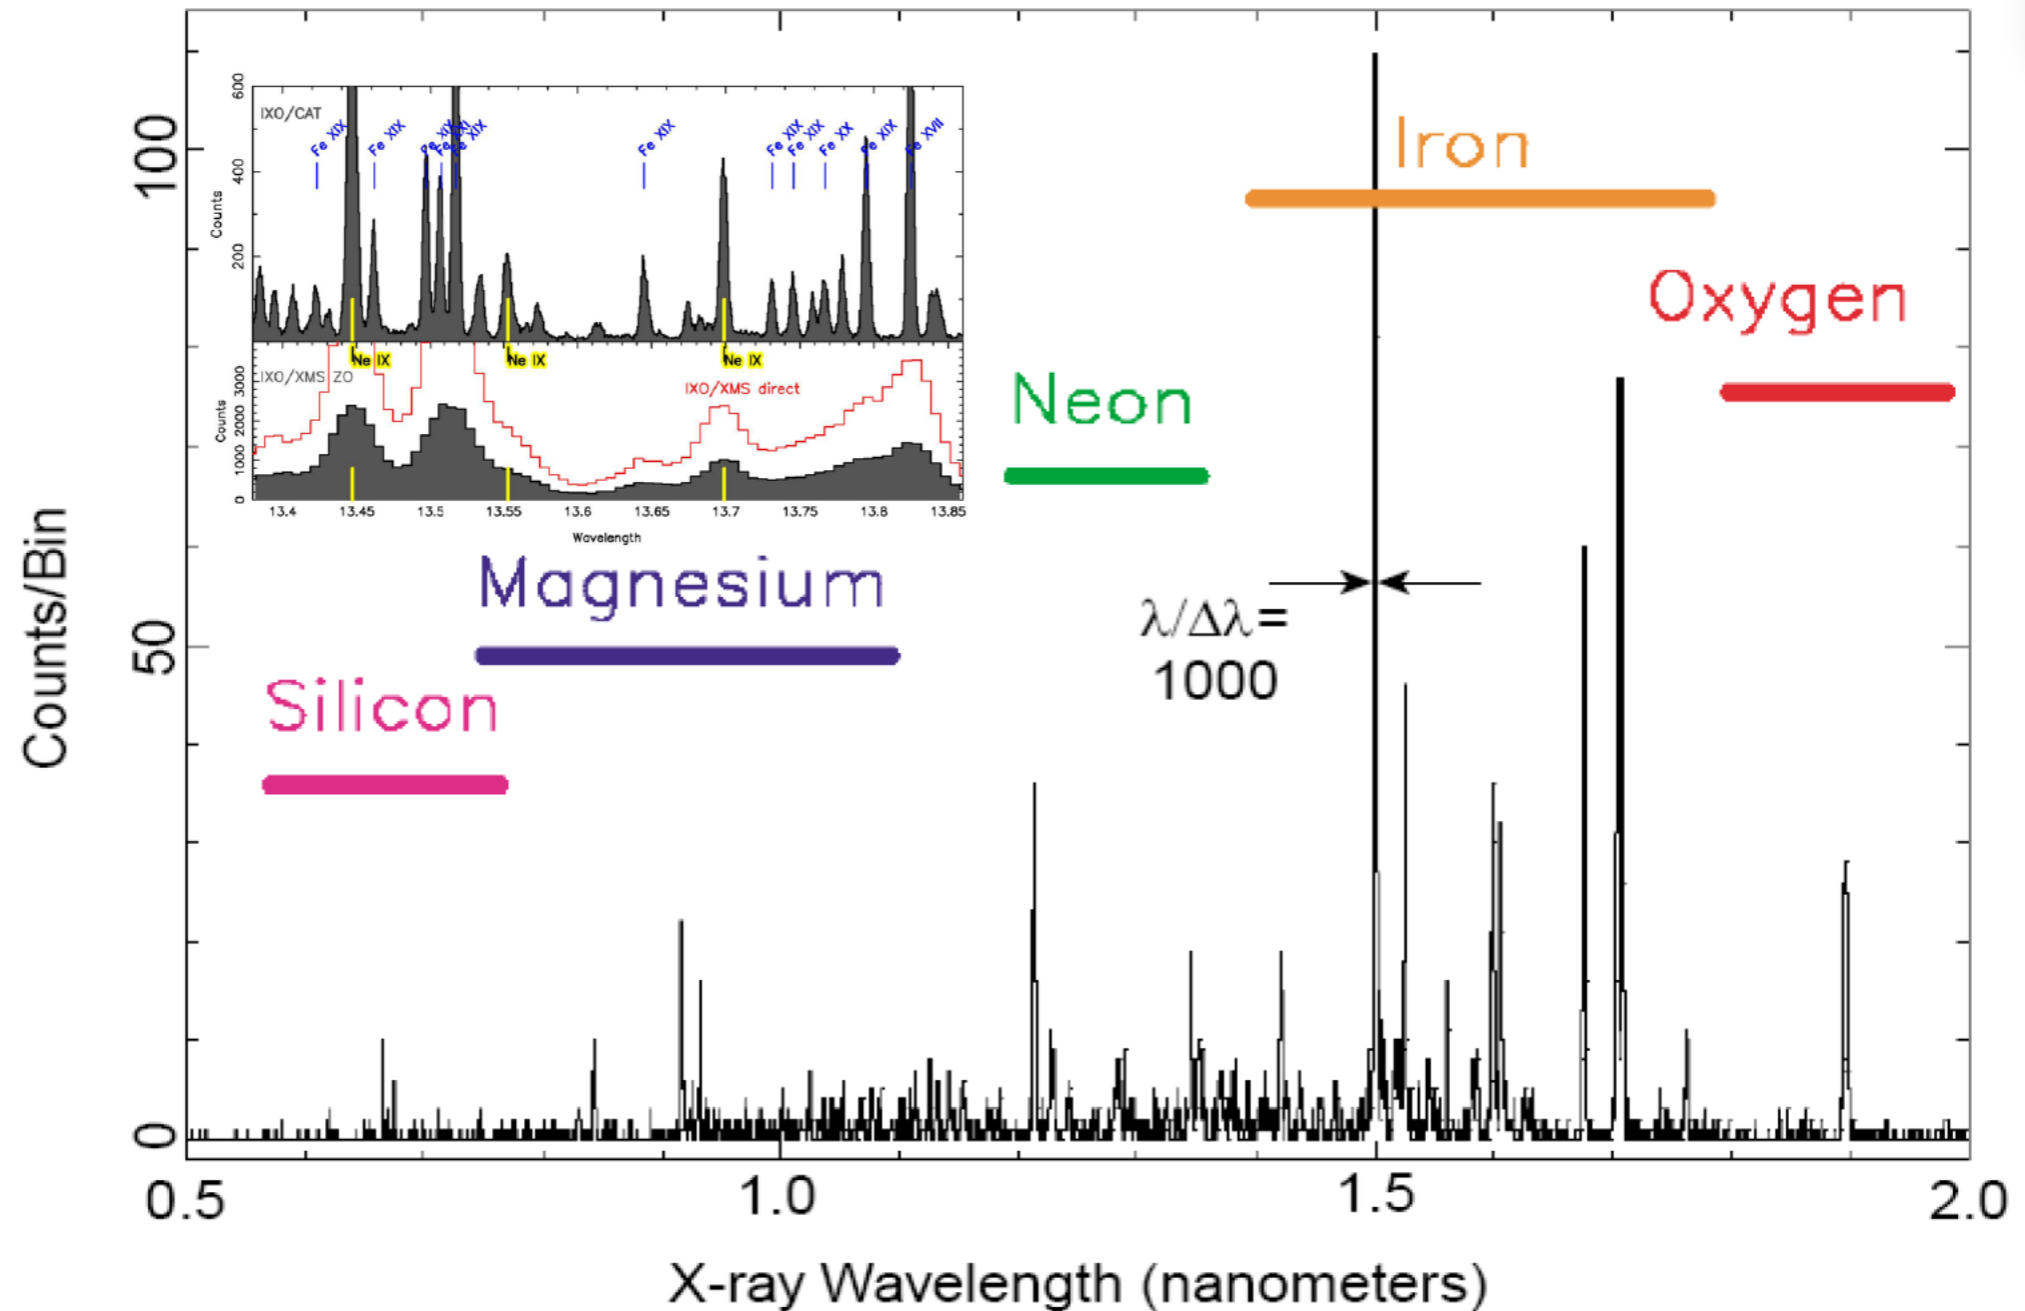 100
50
0
Counts/Bin
0.5
1.0
1.5
2.0
X-ray Wavelength (nanometers)
Iron
Oxygen
Neon
Magnesium
Silicon
λ/Δλ=
1000
IXO/CAT
600
400
200
Counts
Fe XIX
Fe XIX
Fe XIX
Fe XIX
Fe XIX
Fe XIX
Fe XX
Fe XIX
Fe XVII
Ne IX
Ne IX
Ne IX
IXO/XMS ZO
IXO/XMS direct
3000
2000
1000
0
Counts
13.4
13.45
13.5
13.55
13.6
13.65
13.7
13.75
13.8
13.85
Wavelength